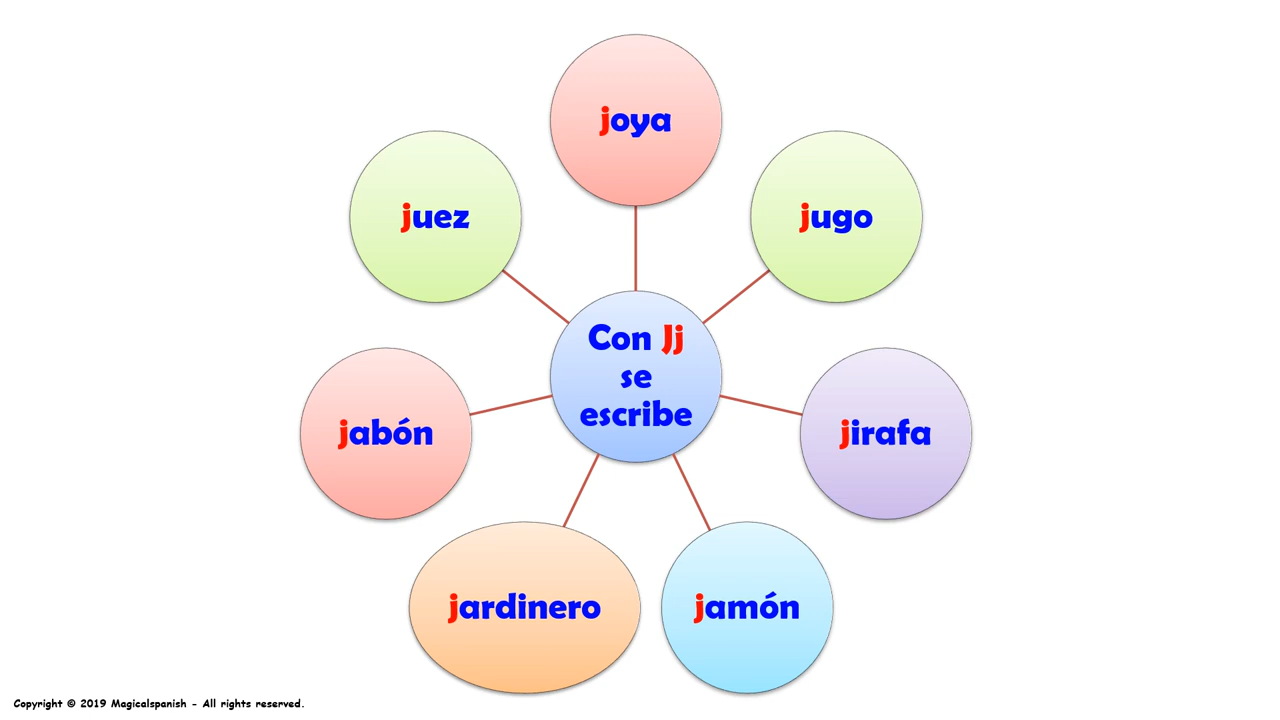 joya
jugo
jirafa
jamón
jardinero
jabón
juez
Con Jj
se
escribe
Copyright © 2019 Magicalspanish - All rights reserved.